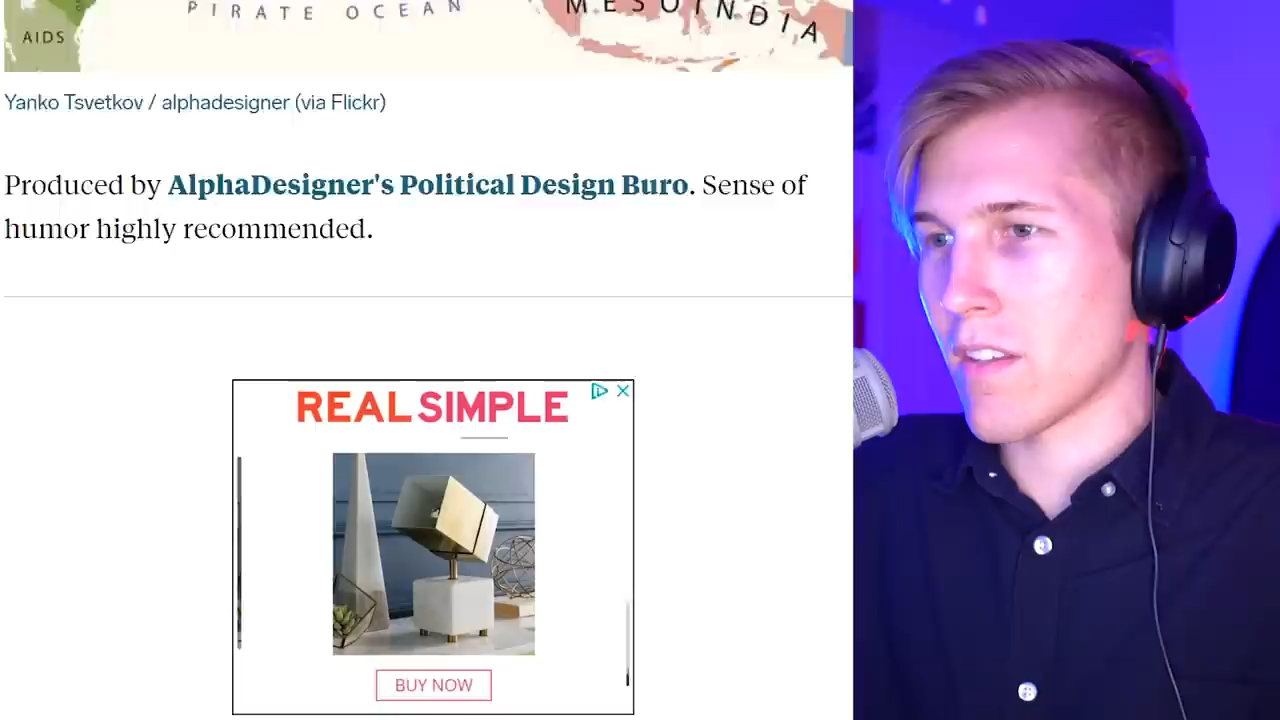 PIRATE OCEAN
MESOINDIA
AIDS
Yanko Tsvetkov / alphadesigner (via Flickr)
Produced by AlphaDesigner's Political Design Buro. Sense of
humor highly recommended.
REAL SIMPLE
BUY NOW